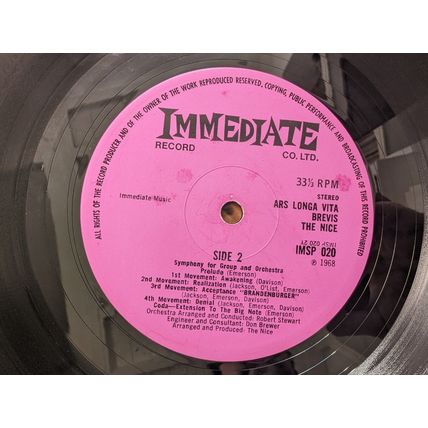 ALL RIGHTS OF THE RECORD PRODUCER AND OF THE OWNER OF THE WORK REPRODUCED RESERVED. COPYING, PUBLIC PERFORMANCE AND BROADCASTING OF THIS RECORD PROHIBITED
IMMEDIATE
RECORD CO. LTD.
33⅓ RPM
STEREO
Immediate Music
ARS LONGA VITA
BREVIS
THE NICE
IMSP 020
℗ 1968
SIDE 2
Symphony for Group and Orchestra
Prelude (Emerson)
1st Movement: Awakening (Davison)
2nd Movement: Realization (Jackson, D'List, Emerson)
3rd Movement: Acceptance "BRANDENBURGER"
(Jackson, Emerson, Davison)
4th Movement: Denial (Jackson, Emerson, Davison)
Coda—Extension To The Big Note (Emerson)
Orchestra Arranged and Conducted: Robert Stewart
Engineer and Consultant: Don Brewer
Arranged and Produced: The Nice